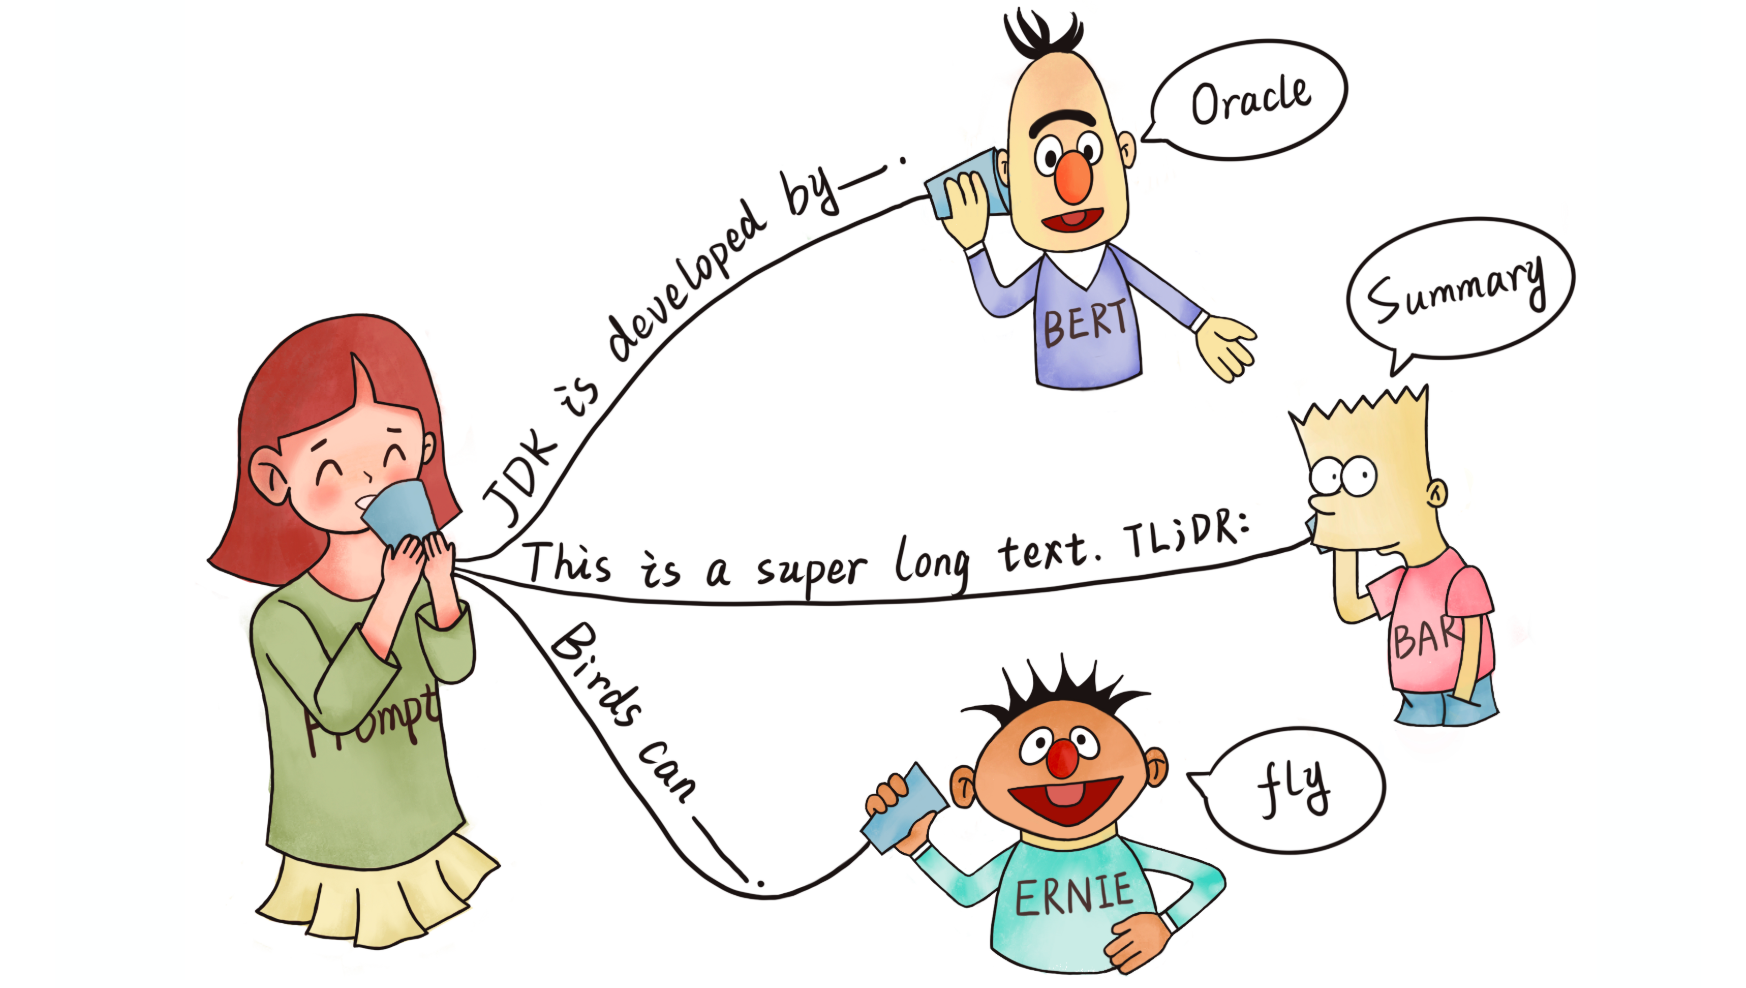 Oracle
JDK is developed by—.
BERT
Summary
This is a super long text. TL;DR:
BAR
Prompt
Birds can —.
fly
ERNIE